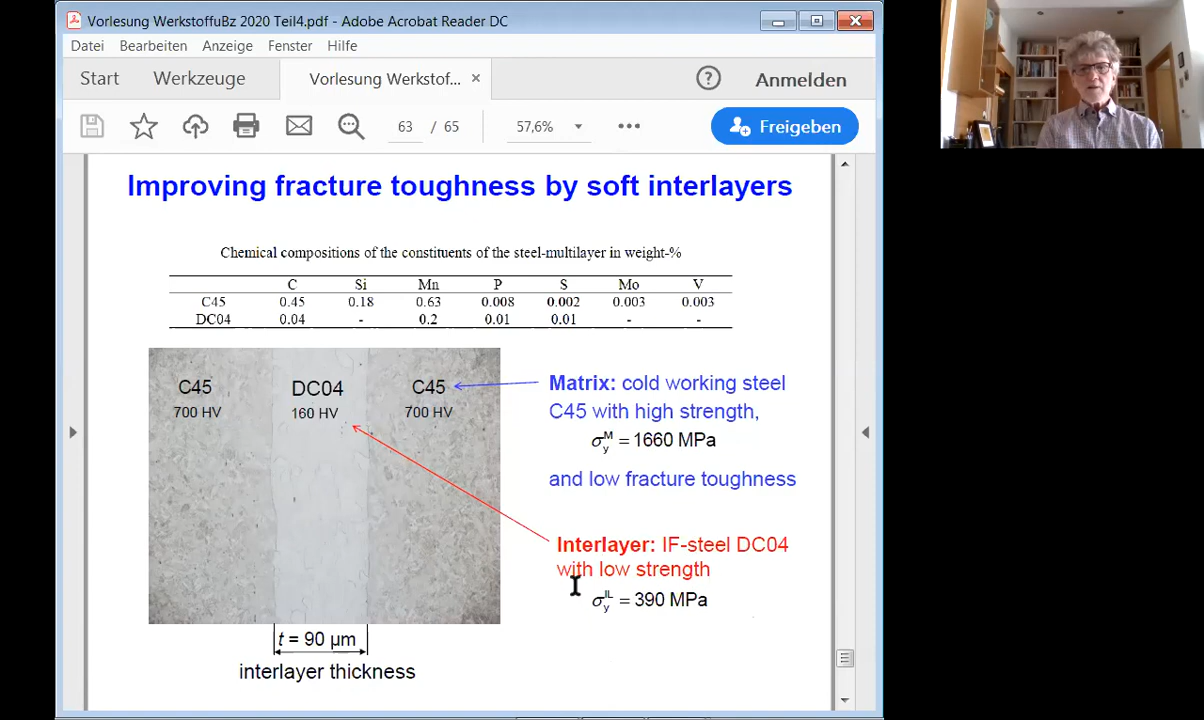 Vorlesung WerkstoffuBz 2020 Teil4.pdf - Adobe Acrobat Reader DC
Datei Bearbeiten Anzeige Fenster Hilfe
Start Werkzeuge Vorlesung Werkstof... × ? Anmelden
63 / 65 57,6% Freigeben
Improving fracture toughness by soft interlayers
Chemical compositions of the constituents of the steel-multilayer in weight-%
C Si Mn P S Mo V
C45 0.45 0.18 0.63 0.008 0.002 0.003 0.003
DC04 0.04 - 0.2 0.01 0.01 - -
C45 DC04 C45
700 HV 160 HV 700 HV
Matrix: cold working steel
C45 with high strength,
σyM = 1660 MPa
and low fracture toughness
Interlayer: IF-steel DC04
with low strength
σyIL = 390 MPa
t = 90 µm
interlayer thickness